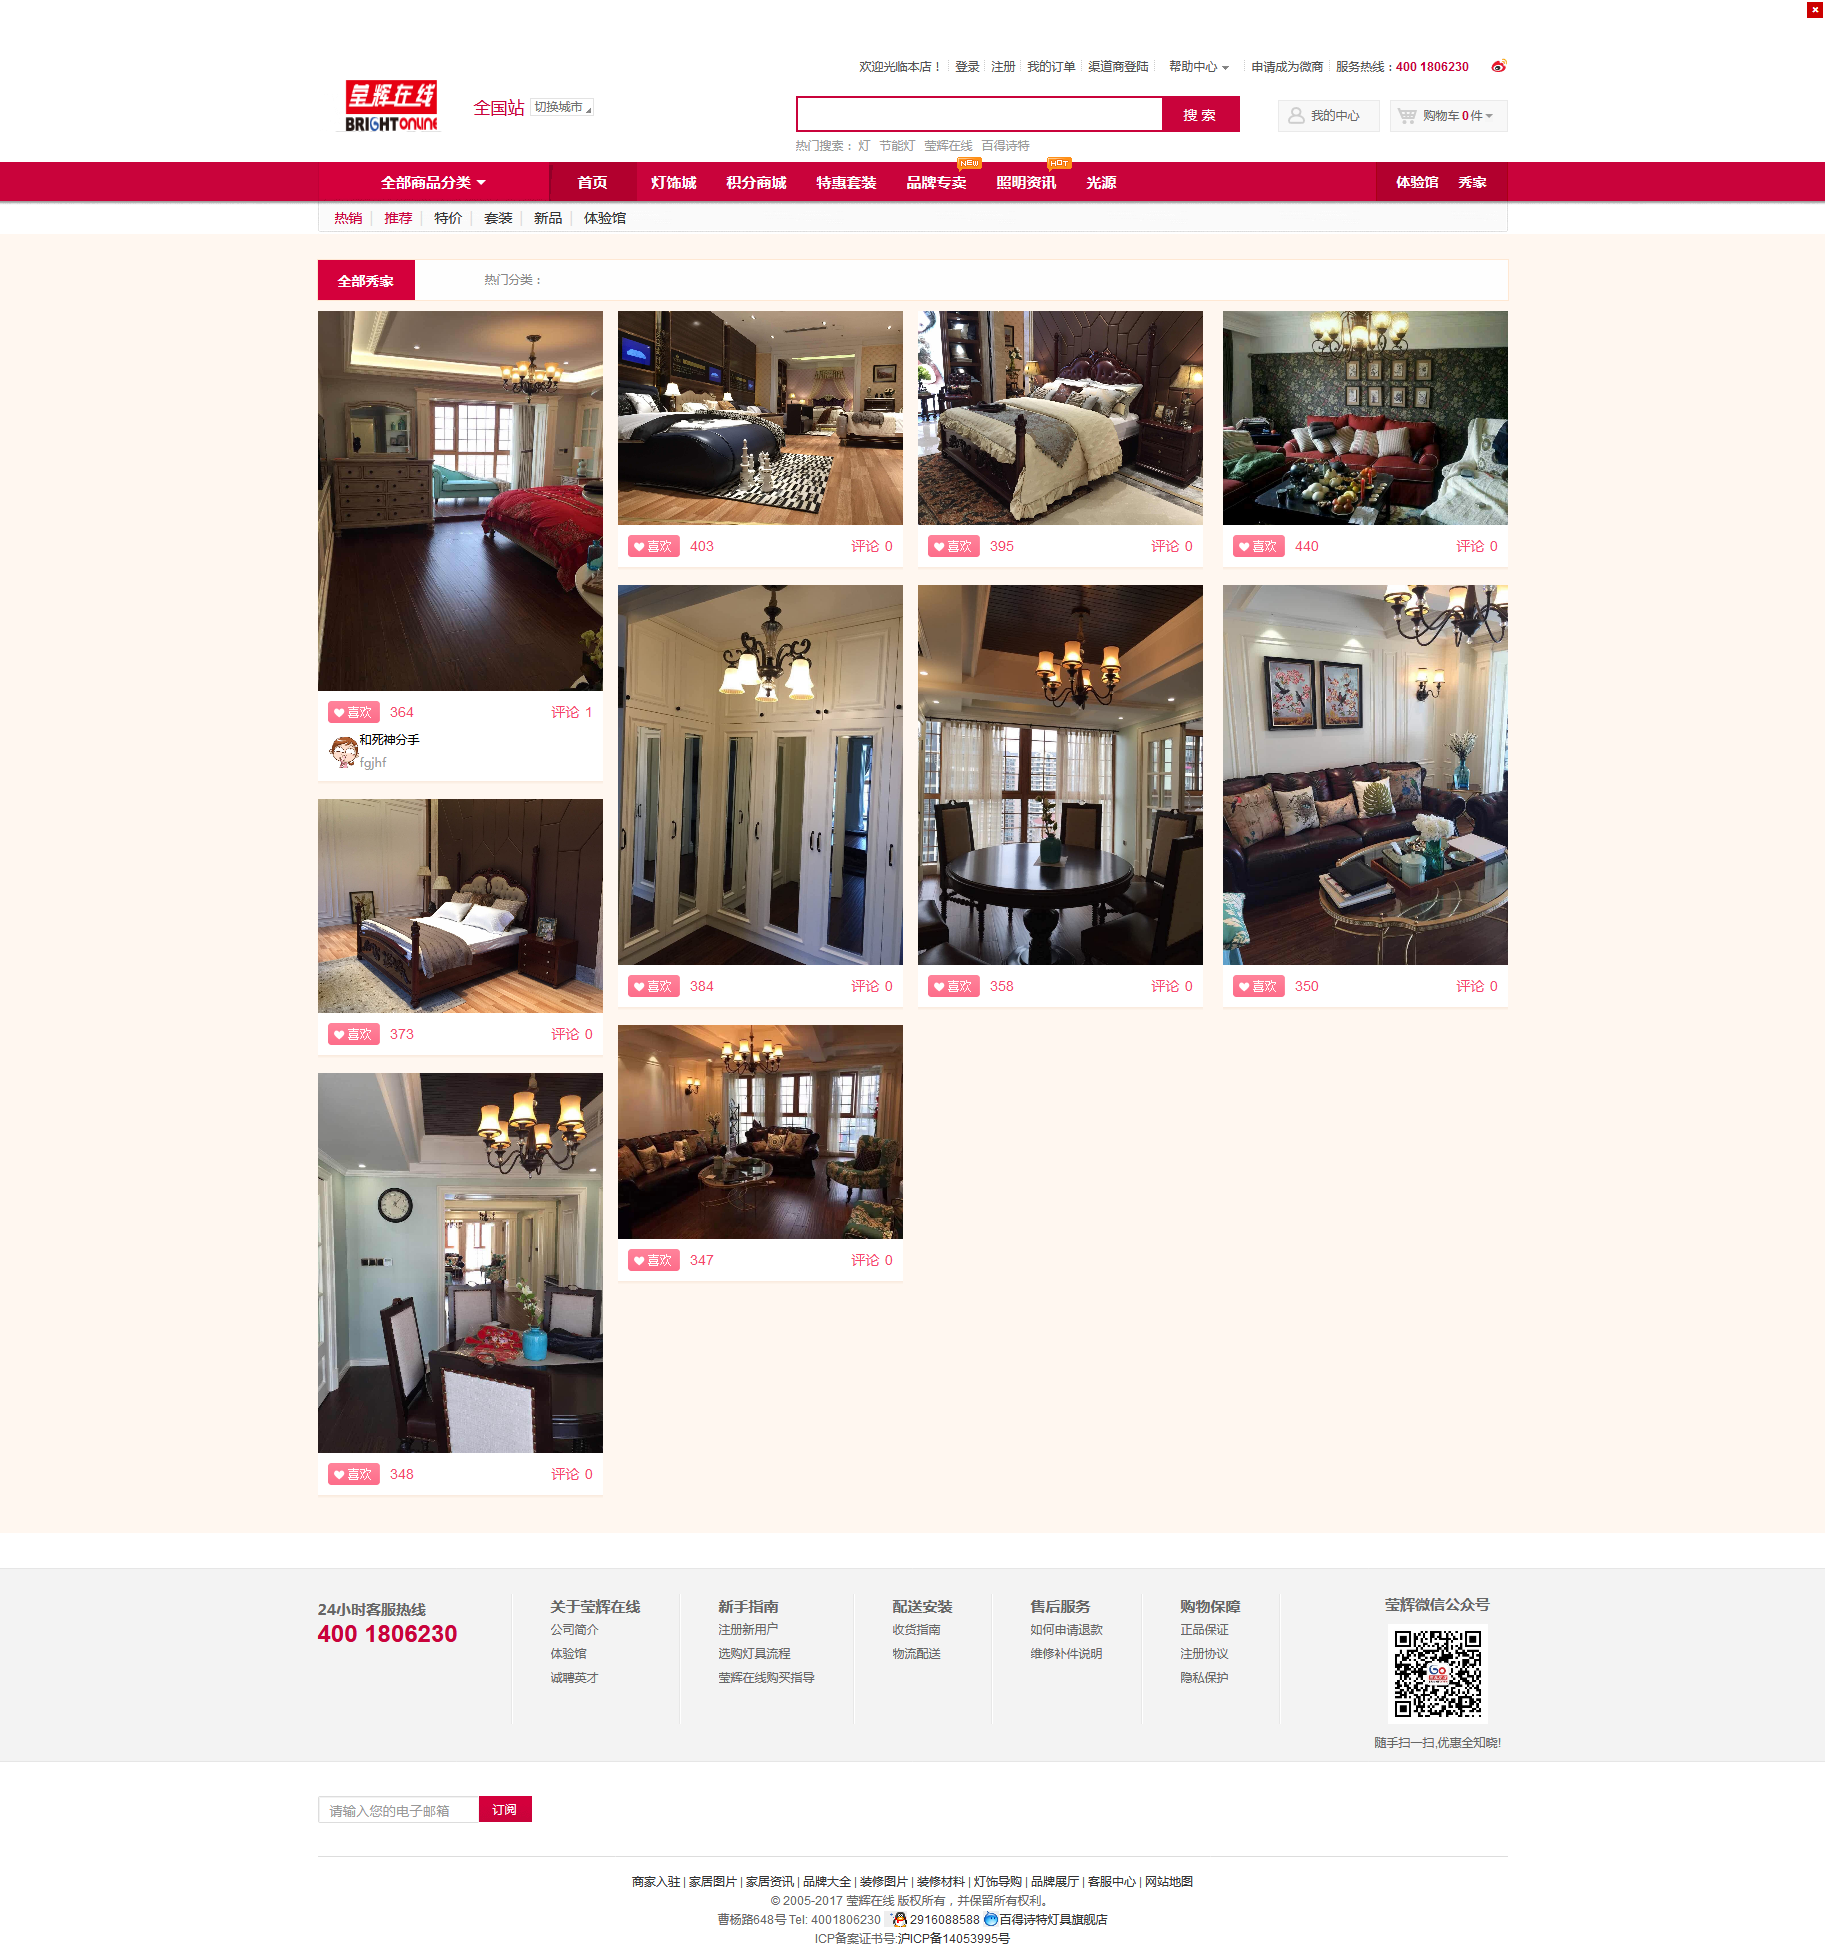 欢迎光临本店！ 登录 注册 我的订单 渠道商登陆 帮助中心 申请成为微商 服务热线：400 1806230
莹辉在线
BRIGHTONLINE
全国站 切换城市
搜 索
我的中心
购物车0件
热门搜索： 灯 节能灯 莹辉在线 百得诗特
NEW
HOT
全部商品分类 首页 灯饰城 积分商城 特惠套装 品牌专卖 照明资讯 光源 体验馆 秀家
热销 推荐 特价 套装 新品 体验馆
全部秀家 热门分类：
喜欢 403 评论 0
喜欢 395 评论 0
喜欢 440 评论 0
喜欢 364 评论 1
和死神分手
fgjhf
喜欢 384 评论 0
喜欢 358 评论 0
喜欢 350 评论 0
喜欢 373 评论 0
喜欢 347 评论 0
喜欢 348 评论 0
24小时客服热线
400 1806230
关于莹辉在线
公司简介
体验馆
诚聘英才
新手指南
注册新用户
选购灯具流程
莹辉在线购买指导
配送安装
收货指南
物流配送
售后服务
如何申请退款
维修补件说明
购物保障
正品保证
注册协议
隐私保护
莹辉微信公众号
随手扫一扫,优惠全知晓!
请输入您的电子邮箱 订阅
商家入驻 | 家居图片 | 家居资讯 | 品牌大全 | 装修图片 | 装修材料 | 灯饰导购 | 品牌展厅 | 客服中心 | 网站地图
© 2005-2017 莹辉在线 版权所有，并保留所有权利。
曹杨路648号 Tel: 4001806230 2916088588 百得诗特灯具旗舰店
ICP备案证书号:沪ICP备14053995号